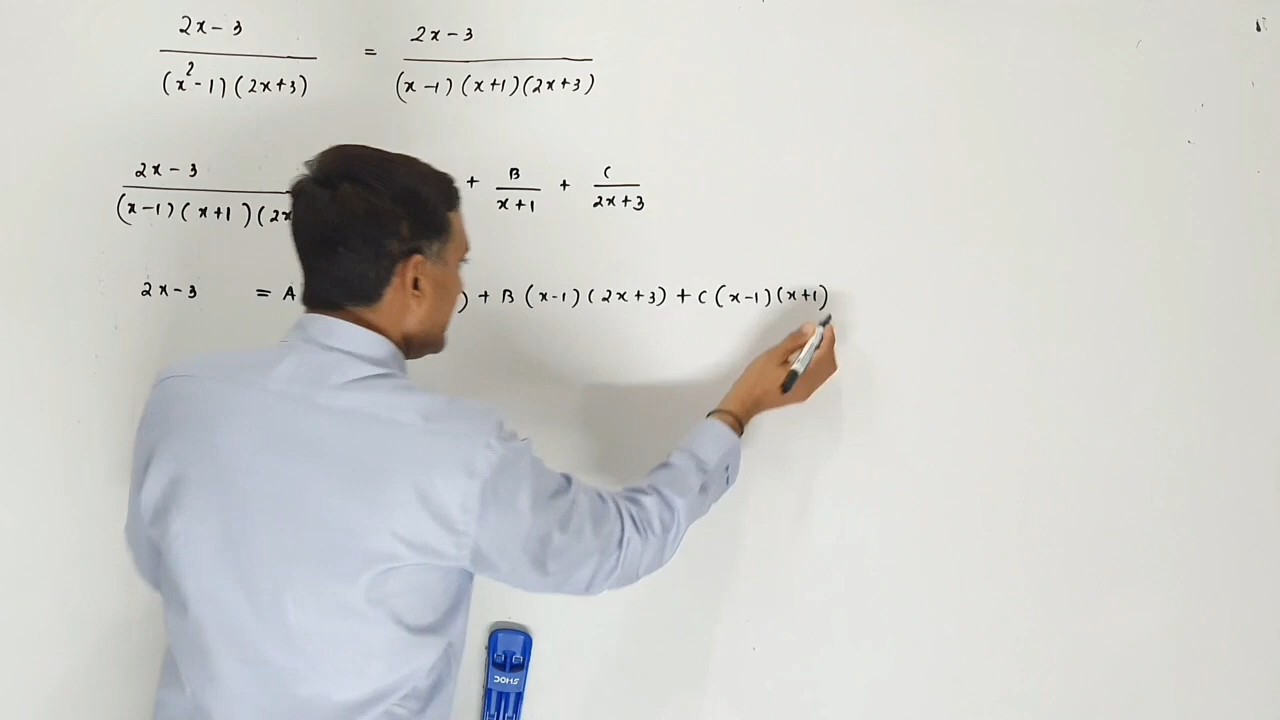 2x - 3 / (x² - 1)(2x+3) = 2x - 3 / (x - 1)(x+1)(2x+3)
2x - 3 / (x-1)(x+1)(2x + B / x+1 + C / 2x+3
2x-3 = A ) + B (x-1)(2x+3) + C (x-1)(x+1)